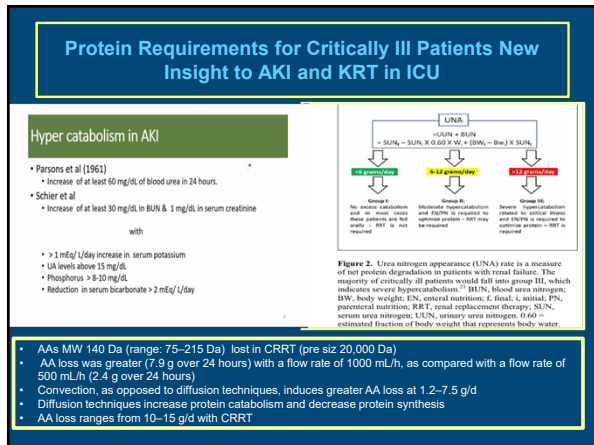 Protein Requirements for Critically Ill Patients New
Insight to AKI and KRT in ICU
Hyper catabolism in AKI
• Parsons et al (1961)
• Increase of at least 60 mg/dL of blood urea in 24 hours.
• Schier et al
• Increase of at least 30 mg/dL in BUN & 1 mg/dL in serum creatinine
with
• > 1 mEq/ L/day increase in serum potassium
• UA levels above 15 mg/dL
• Phosphorus > 8-10 mg/dL
• Reduction in serum bicarbonate > 2 mEq/ L/day
UNA
=UUN + BUN
= SUNf – SUNi X 0.60 X Wi + (BWf – BWi) X SUNf
<6 grams/day
6-12 grams/day
>12 grams/day
Group I:
No excess catabolism
and in most cases
these patients are fed
orally - RRT is not
required
Group II:
Moderate hypercatabolism
and EN/PN is required to
optimise protein – RRT may
be required
Group III:
Severe hypercatabolism
related to critical illness
and EN/PN is required to
optimise protein – RRT is
required
Figure 2. Urea nitrogen appearance (UNA) rate is a measure
of net protein degradation in patients with renal failure. The
majority of critically ill patients would fall into group III, which
indicates severe hypercatabolism.21 BUN, blood urea nitrogen;
BW, body weight; EN, enteral nutrition; f, final; i, initial; PN,
parenteral nutrition; RRT, renal replacement therapy; SUN,
serum urea nitrogen; UUN, urinary urea nitrogen. 0.60 =
estimated fraction of body weight that represents body water.
• AAs MW 140 Da (range: 75–215 Da) lost in CRRT (pre siz 20,000 Da)
• AA loss was greater (7.9 g over 24 hours) with a flow rate of 1000 mL/h, as compared with a flow rate of
500 mL/h (2.4 g over 24 hours)
• Convection, as opposed to diffusion techniques, induces greater AA loss at 1.2–7.5 g/d
• Diffusion techniques increase protein catabolism and decrease protein synthesis
• AA loss ranges from 10–15 g/d with CRRT